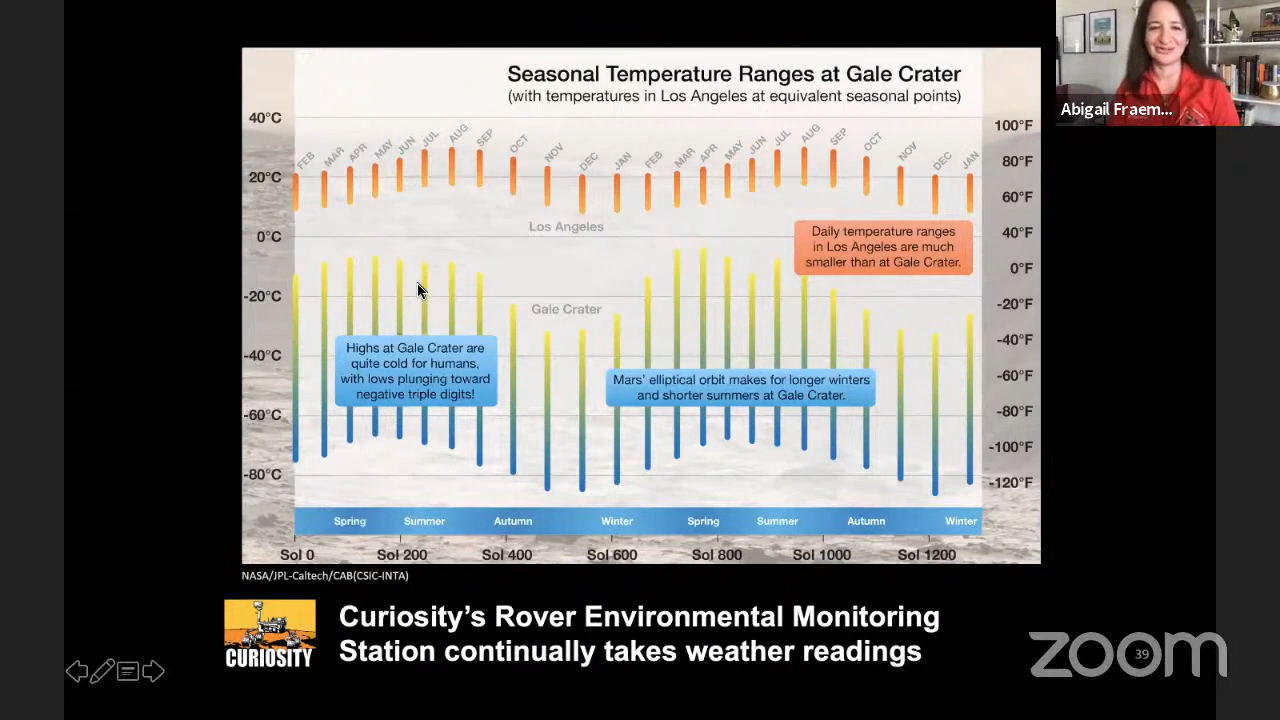 Abigail Fraem...
Seasonal Temperature Ranges at Gale Crater
(with temperatures in Los Angeles at equivalent seasonal points)
40°C
100°F
FEB MAR APR MAY JUN JUL AUG SEP OCT NOV DEC JAN FEB MAR APR MAY JUN JUL AUG SEP OCT NOV DEC JAN
80°F
20°C
60°F
Los Angeles
0°C
40°F
Daily temperature ranges
in Los Angeles are much
smaller than at Gale Crater.
0°F
-20°C
-20°F
Gale Crater
-40°F
Highs at Gale Crater are
quite cold for humans,
with lows plunging toward
negative triple digits!
-40°C
-60°F
Mars' elliptical orbit makes for longer winters
and shorter summers at Gale Crater.
-60°C
-80°F
-100°F
-80°C
-120°F
Spring Summer Autumn Winter Spring Summer Autumn Winter
Sol 0 Sol 200 Sol 400 Sol 600 Sol 800 Sol 1000 Sol 1200
NASA/JPL-Caltech/CAB(CSIC-INTA)
CURIOSITY
Curiosity's Rover Environmental Monitoring
Station continually takes weather readings
zoom
39